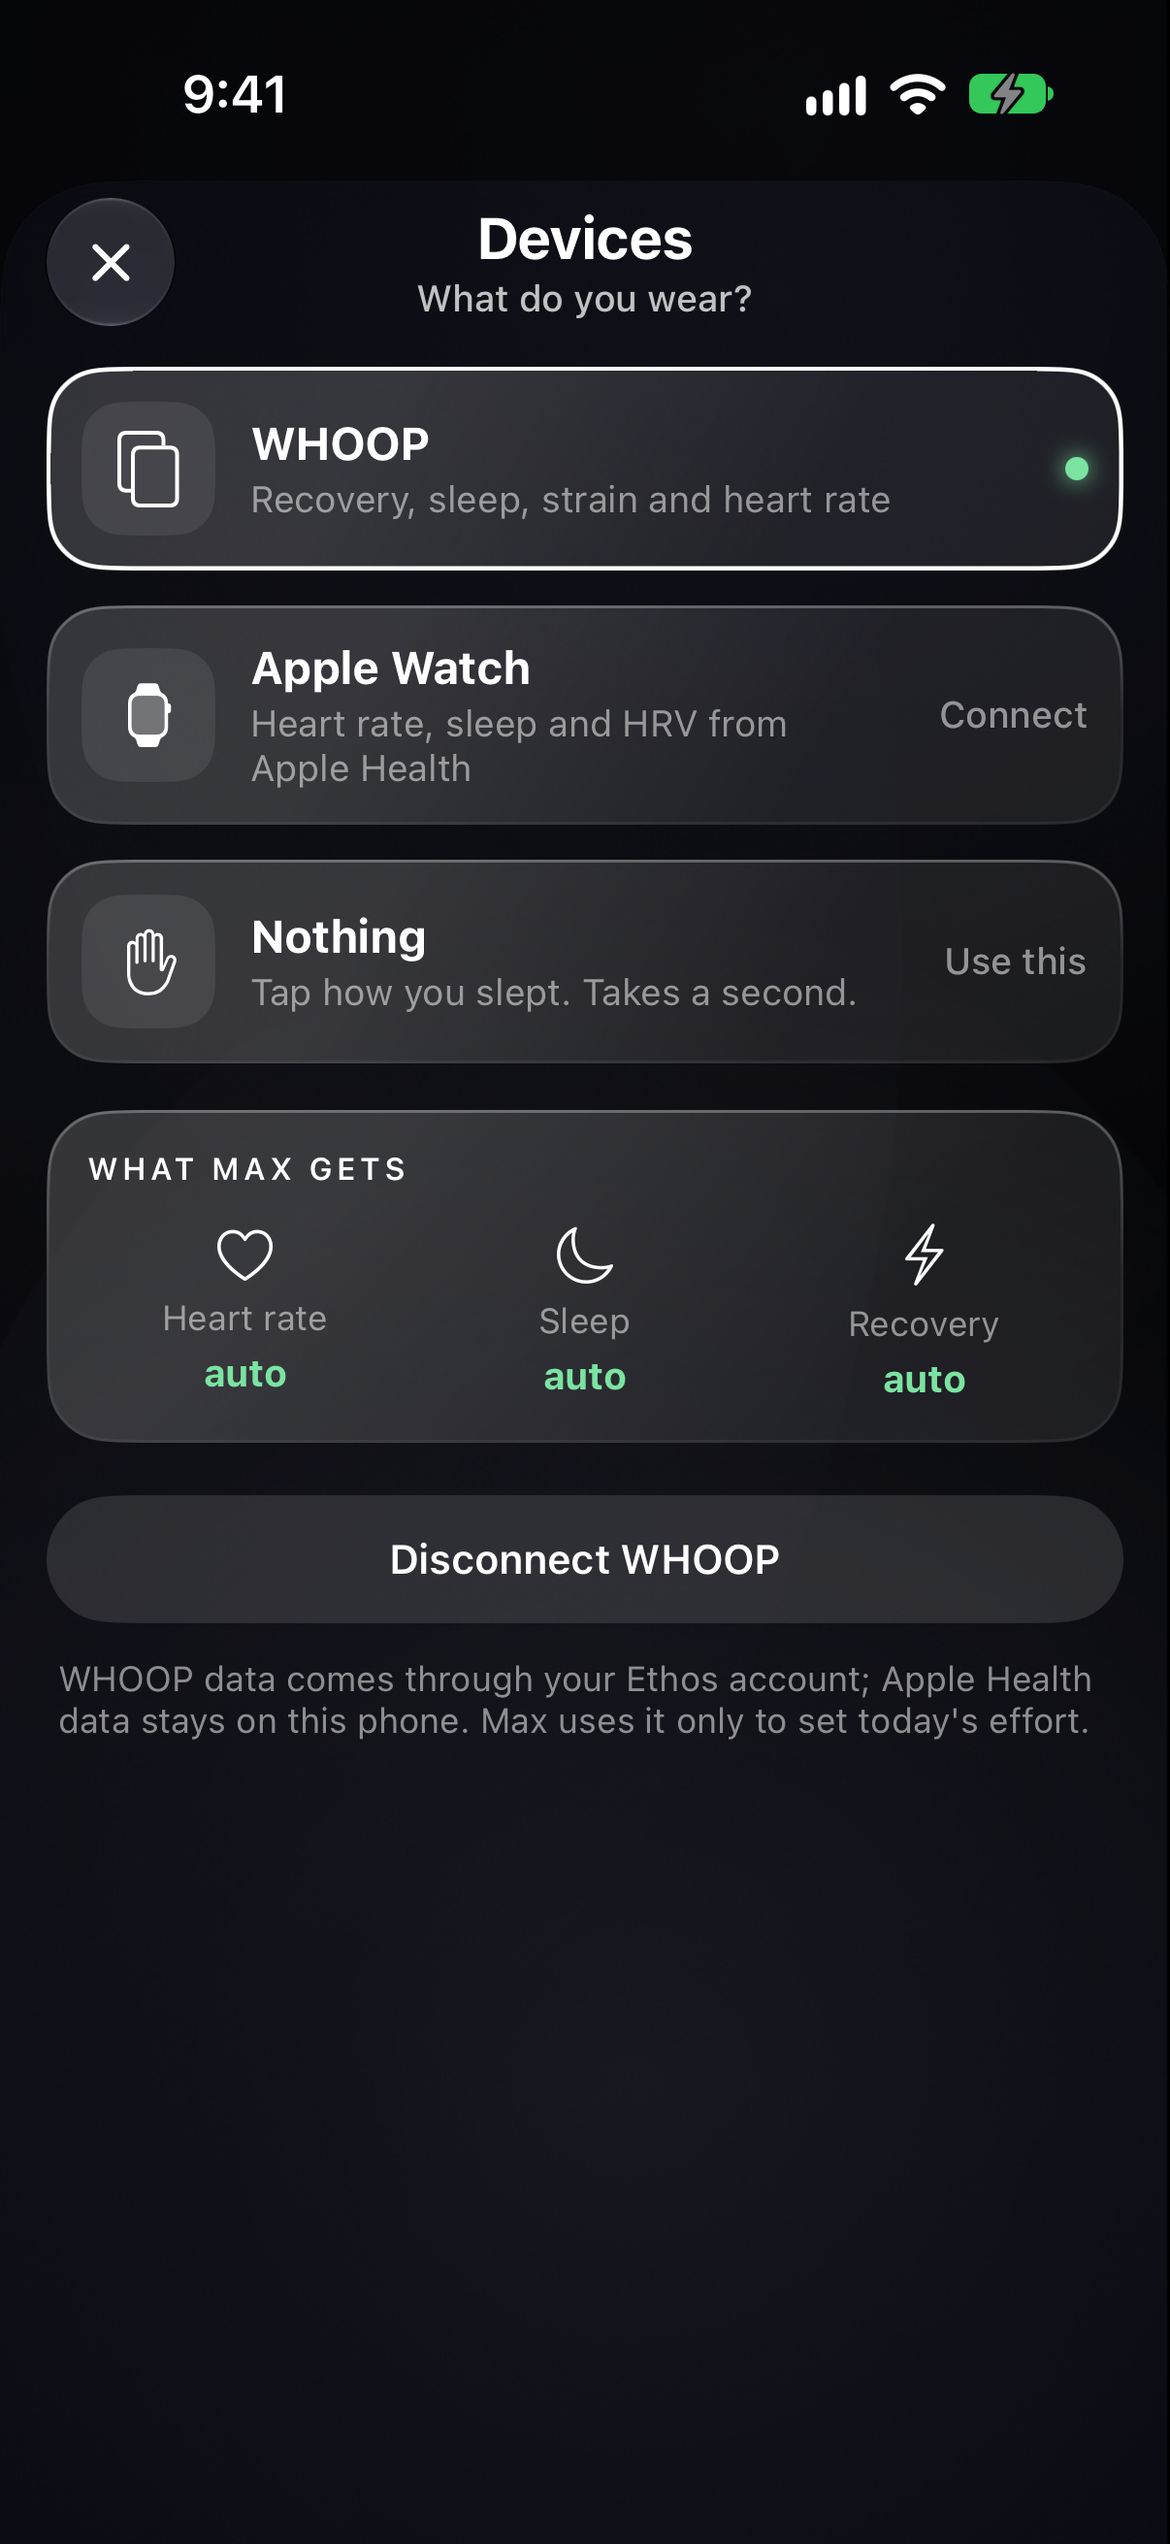 9:41
Devices
What do you wear?
WHOOP
Recovery, sleep, strain and heart rate
Apple Watch
Heart rate, sleep and HRV from
Apple Health
Connect
Nothing
Tap how you slept. Takes a second.
Use this
WHAT MAX GETS
Heart rate
auto
Sleep
auto
Recovery
auto
Disconnect WHOOP
WHOOP data comes through your Ethos account; Apple Health
data stays on this phone. Max uses it only to set today's effort.